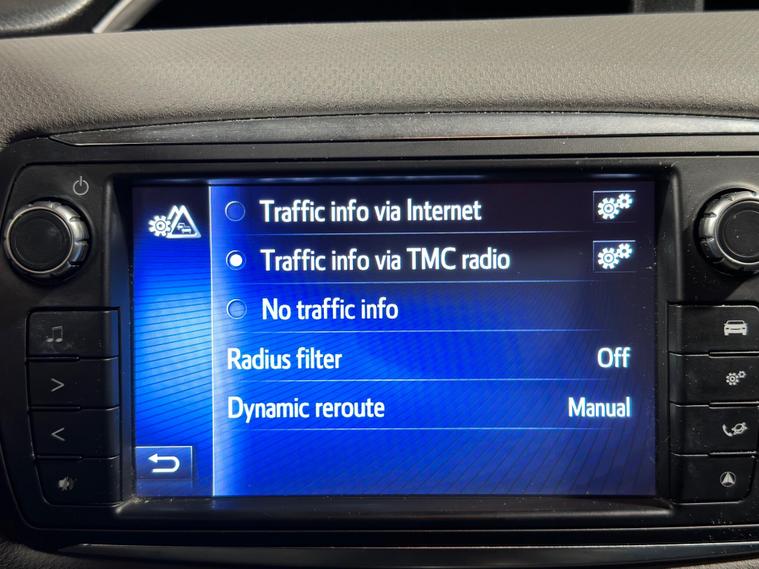 Traffic info via Internet
Traffic info via TMC radio
No traffic info
Radius filter Off
Dynamic reroute Manual